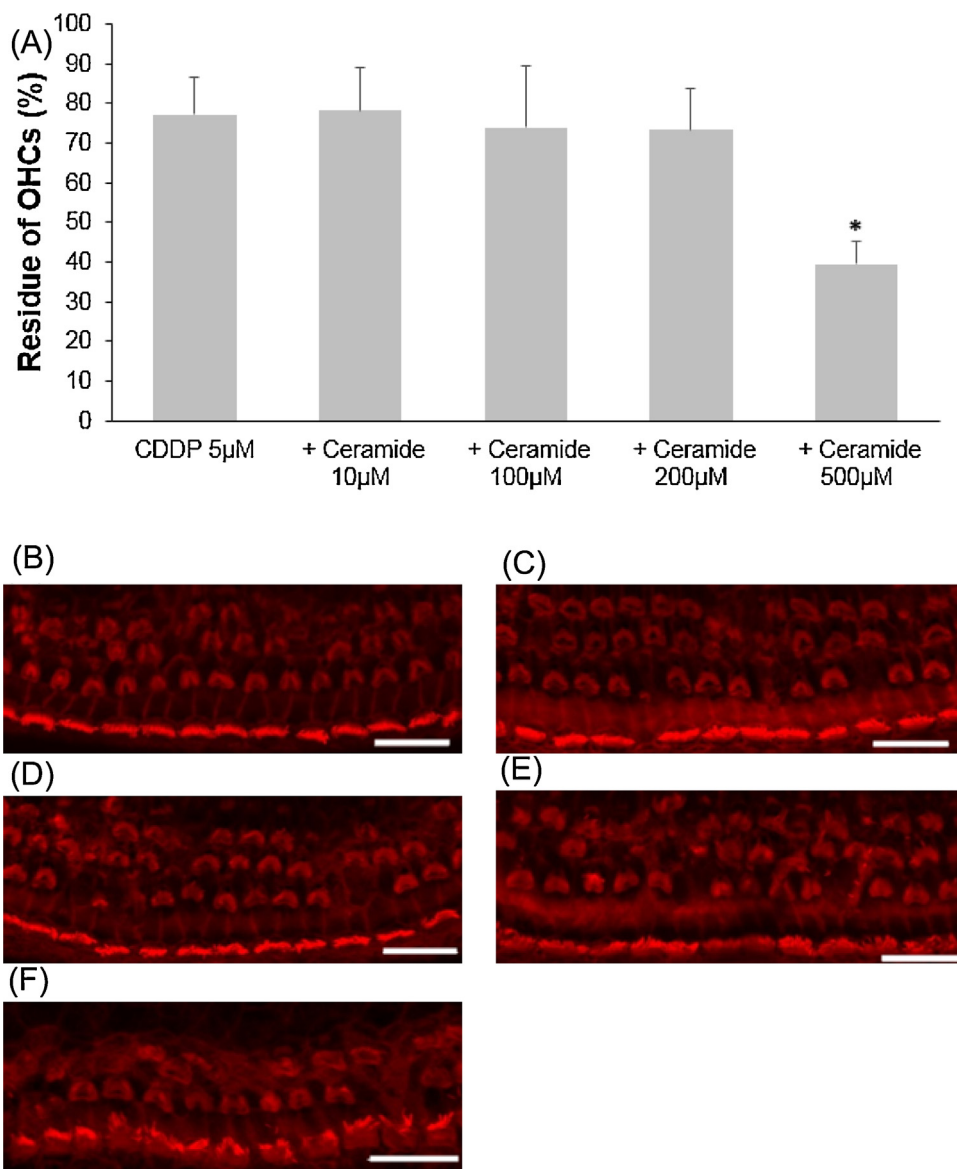 (A)
Residue of OHCs (%)
100
90
80
70
60
50
40
30
20
10
0
*
CDDP 5µM
+ Ceramide
10µM
+ Ceramide
100µM
+ Ceramide
200µM
+ Ceramide
500µM
(B)
(C)
(D)
(E)
(F)